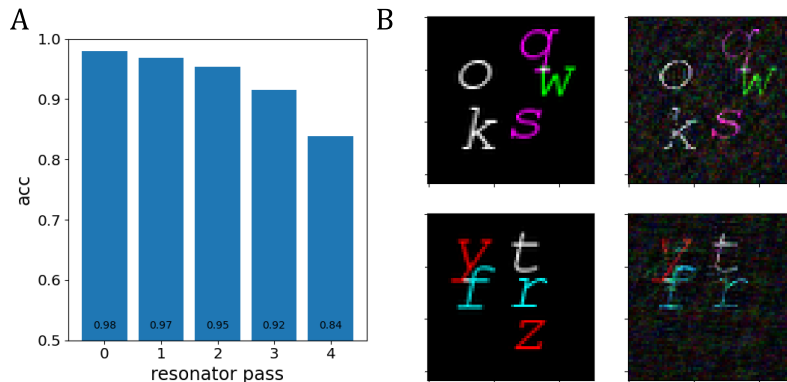 A
1.0
0.9
0.8
0.7
0.6
0.5
acc
0.98
0.97
0.95
0.92
0.84
0
1
2
3
4
resonator pass
B
q
o
w
k
s
q
o
w
k
s
y
t
f
r
z
y
t
f
r